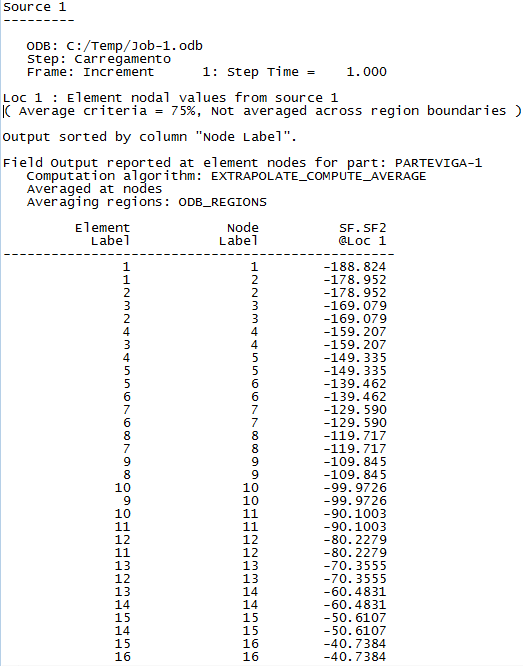 Source 1
---------
ODB: C:/Temp/Job-1.odb
Step: Carregamento
Frame: Increment      1: Step Time =    1.000
Loc 1 : Element nodal values from source 1
( Average criteria = 75%, Not averaged across region boundaries )
Output sorted by column "Node Label".
Field Output reported at element nodes for part: PARTEVIGA-1
Computation algorithm: EXTRAPOLATE_COMPUTE_AVERAGE
Averaged at nodes
Averaging regions: ODB_REGIONS
Element            Node          SF.SF2
Label           Label          @Loc 1
-------------------------------------------------
1               1        -188.824
1               2        -178.952
2               2        -178.952
3               3        -169.079
2               3        -169.079
4               4        -159.207
3               4        -159.207
4               5        -149.335
5               5        -149.335
5               6        -139.462
6               6        -139.462
7               7        -129.590
6               7        -129.590
8               8        -119.717
7               8        -119.717
9               9        -109.845
8               9        -109.845
10              10        -99.9726
9              10        -99.9726
10              11        -90.1003
11              11        -90.1003
12              12        -80.2279
11              12        -80.2279
13              13        -70.3555
12              13        -70.3555
13              14        -60.4831
14              14        -60.4831
15              15        -50.6107
14              15        -50.6107
15              16        -40.7384
16              16        -40.7384